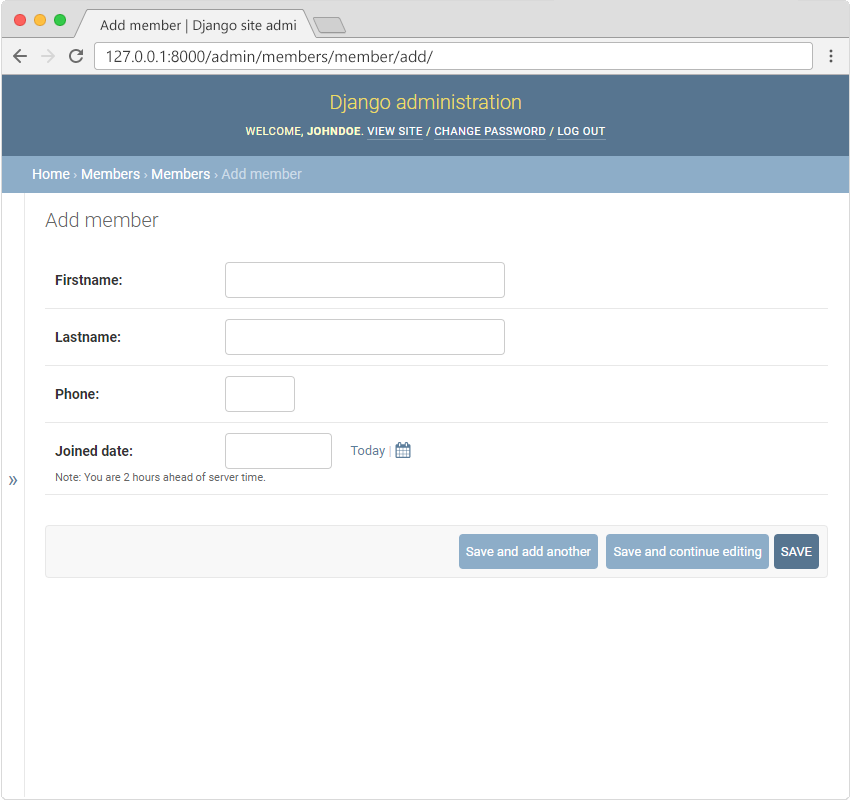 Add member | Django site admi
127.0.0.1:8000/admin/members/member/add/
Django administration
WELCOME, JOHNDOE. VIEW SITE / CHANGE PASSWORD / LOG OUT
Home › Members › Members › Add member
Add member
Firstname:
Lastname:
Phone:
Joined date: Today |
Note: You are 2 hours ahead of server time.
»
Save and add another Save and continue editing SAVE